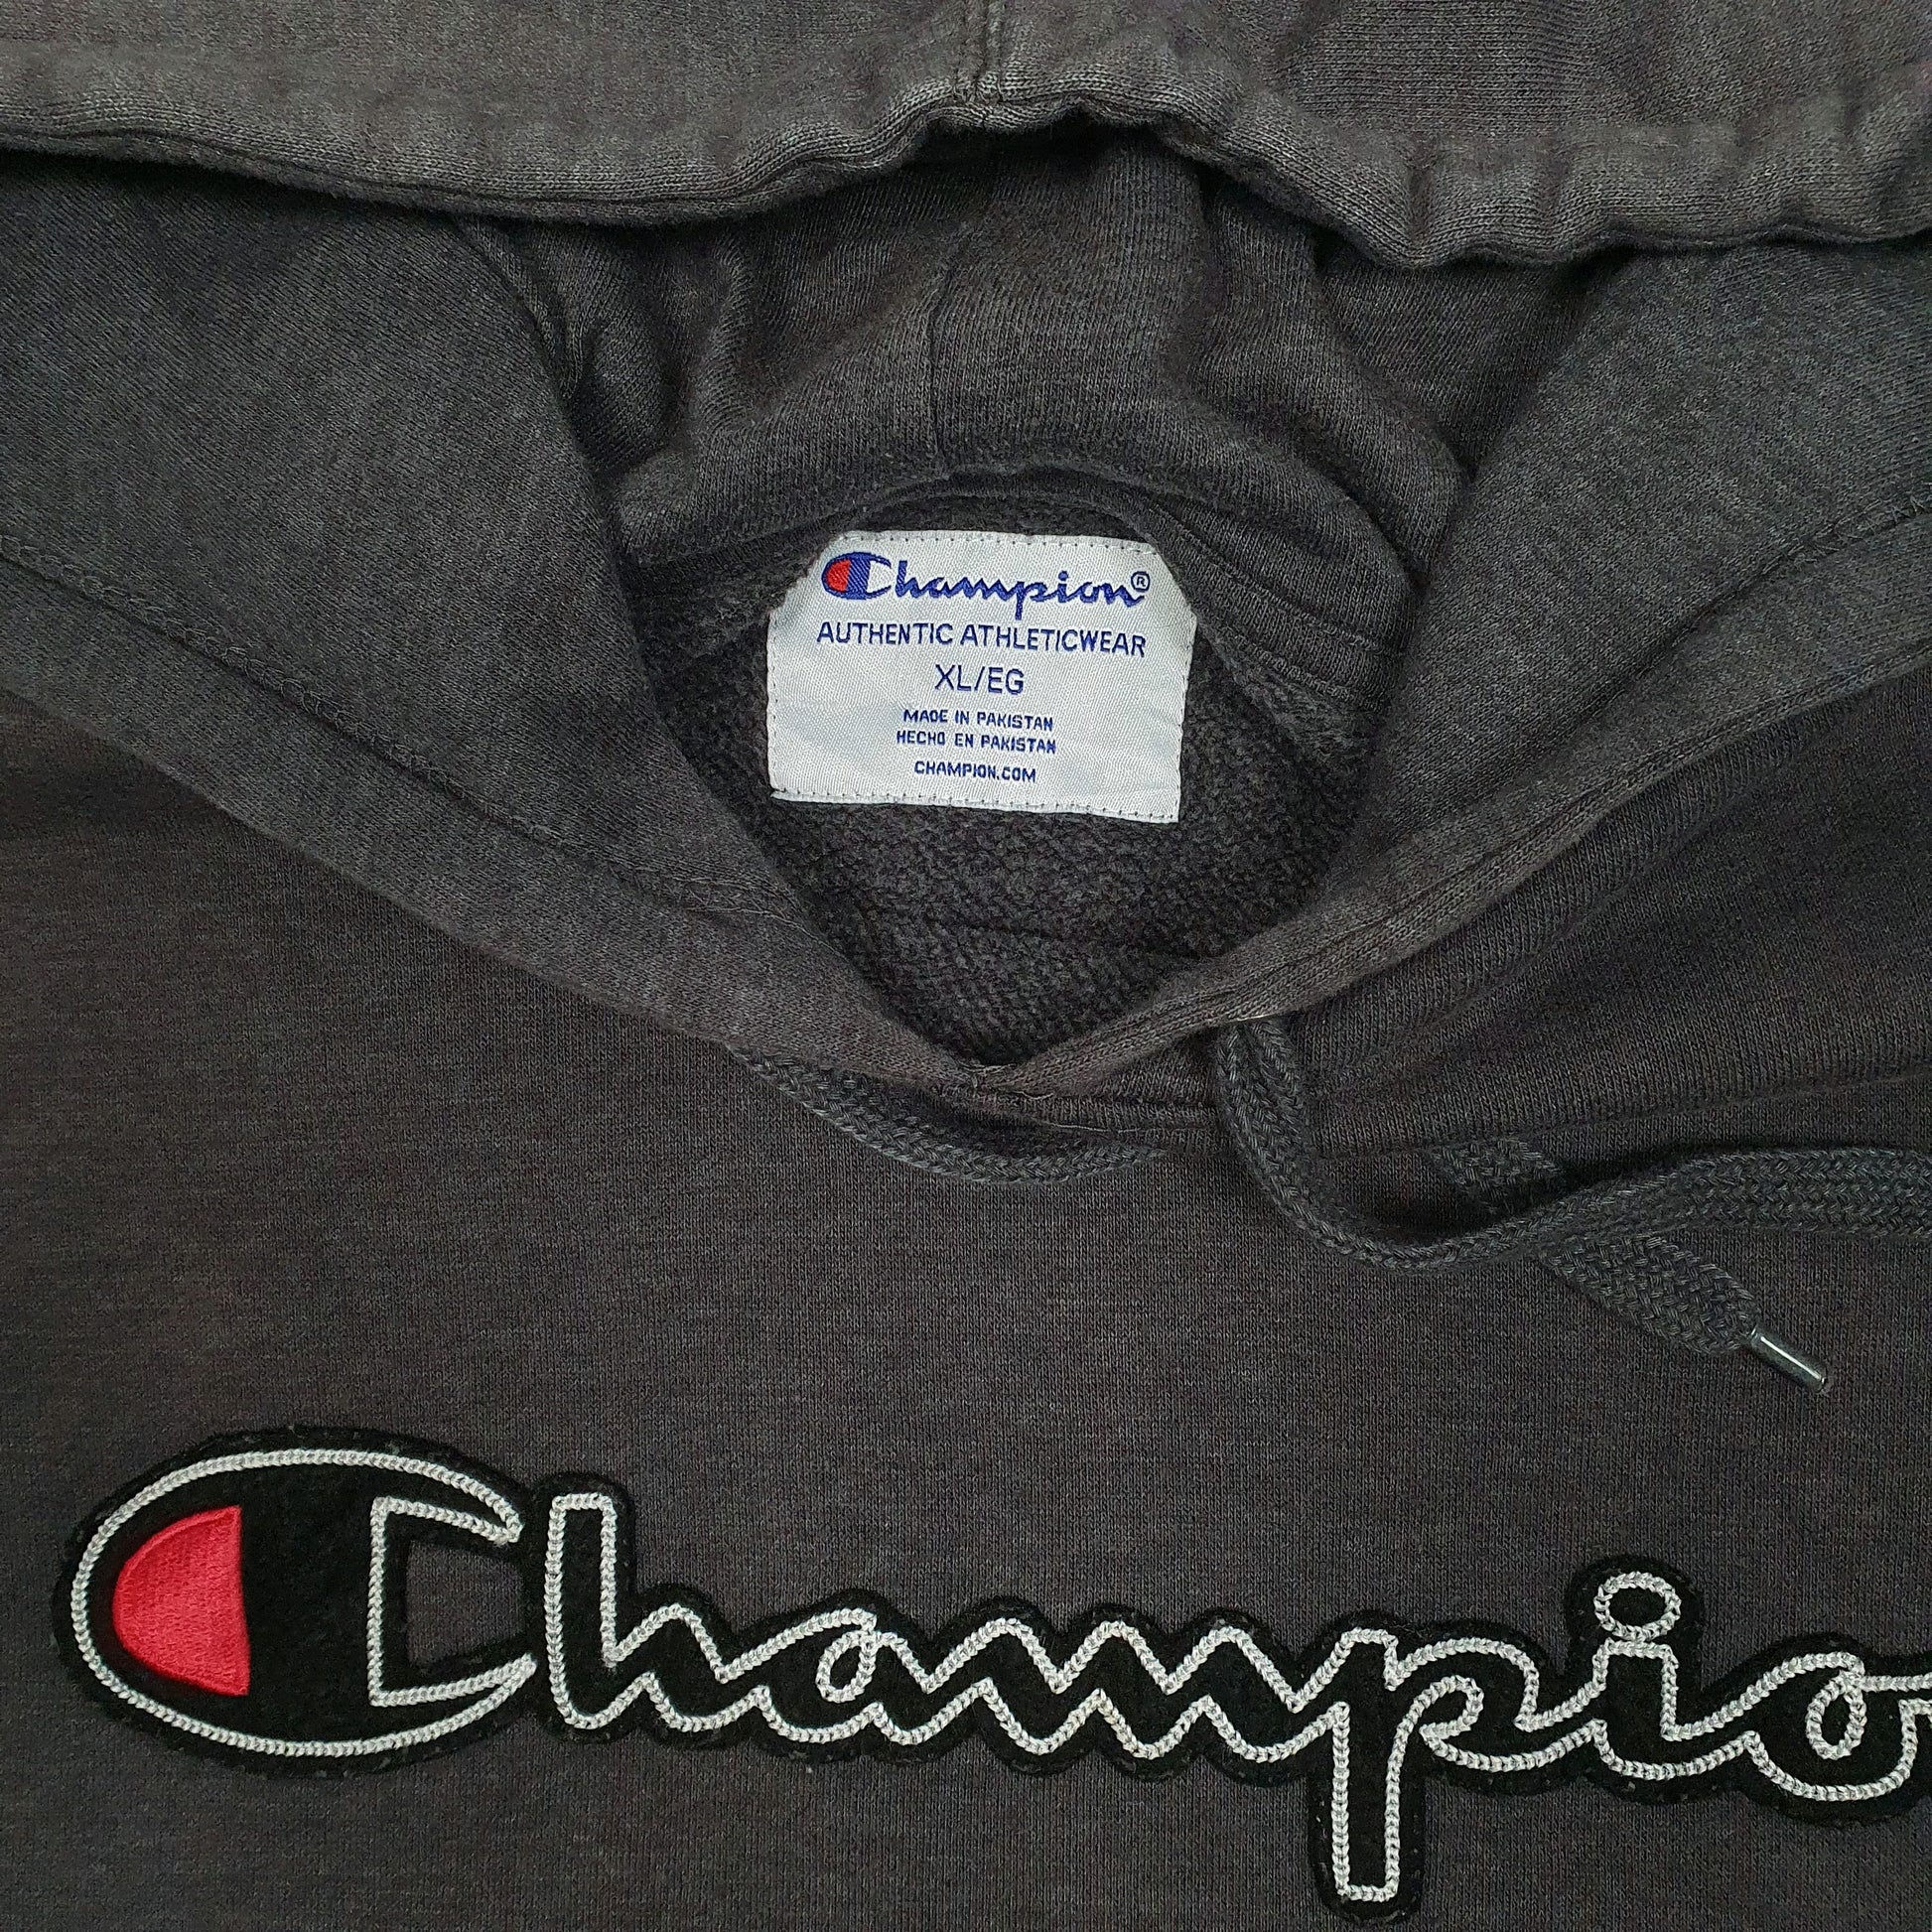 Champion®
AUTHENTIC ATHLETICWEAR
XL/EG
MADE IN PAKISTAN
HECHO EN PAKISTAN
CHAMPION.COM
Champio